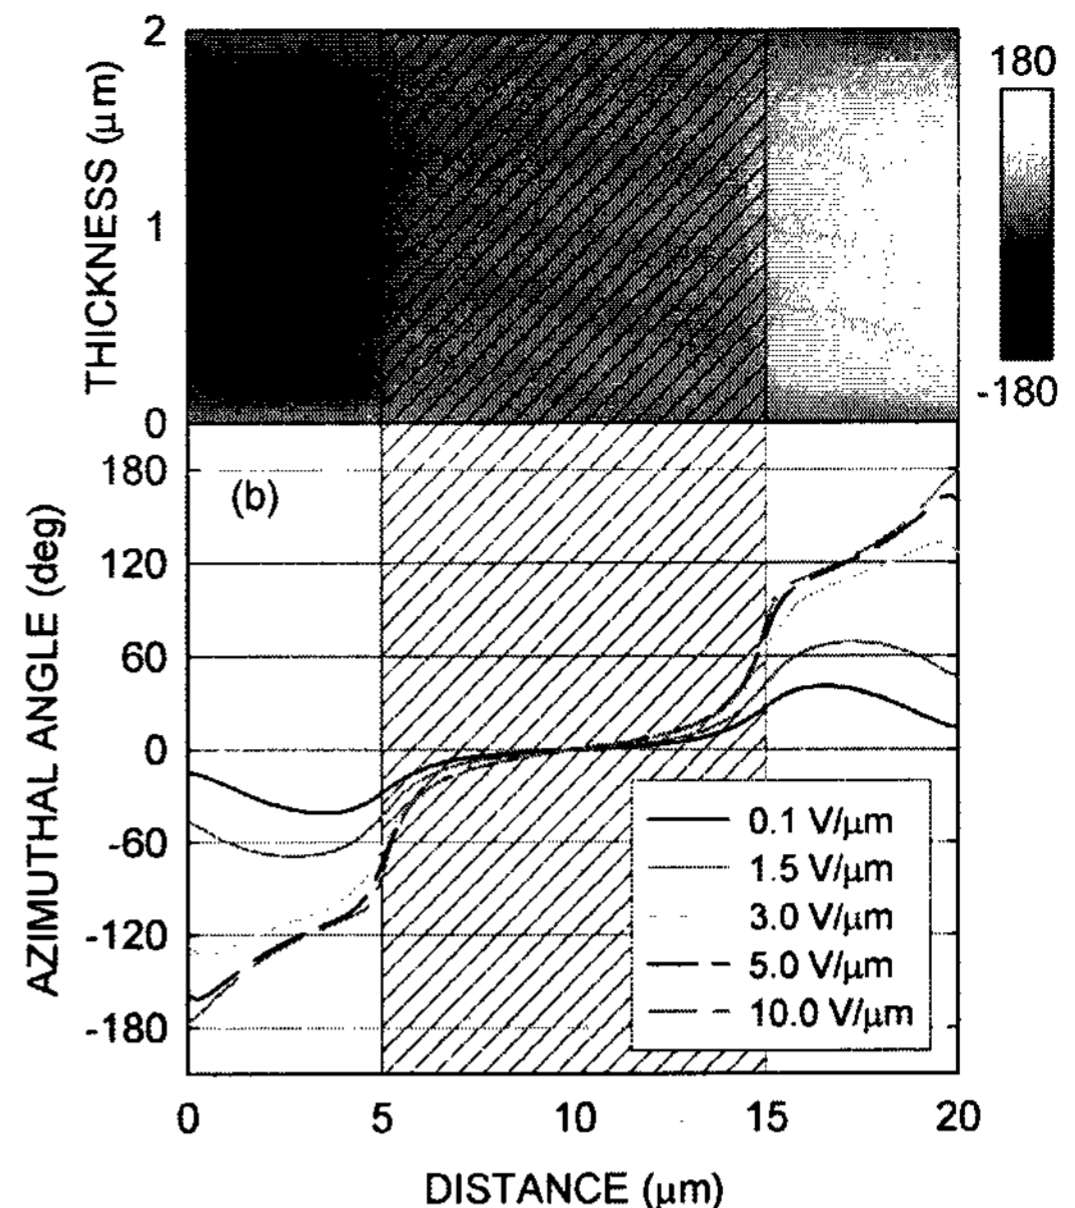 2
1
0
THICKNESS (μm)
180
-180
180
120
60
0
-60
-120
-180
AZIMUTHAL ANGLE (deg)
(b)
0.1 V/μm
1.5 V/μm
3.0 V/μm
5.0 V/μm
10.0 V/μm
0 5 10 15 20
DISTANCE (μm)